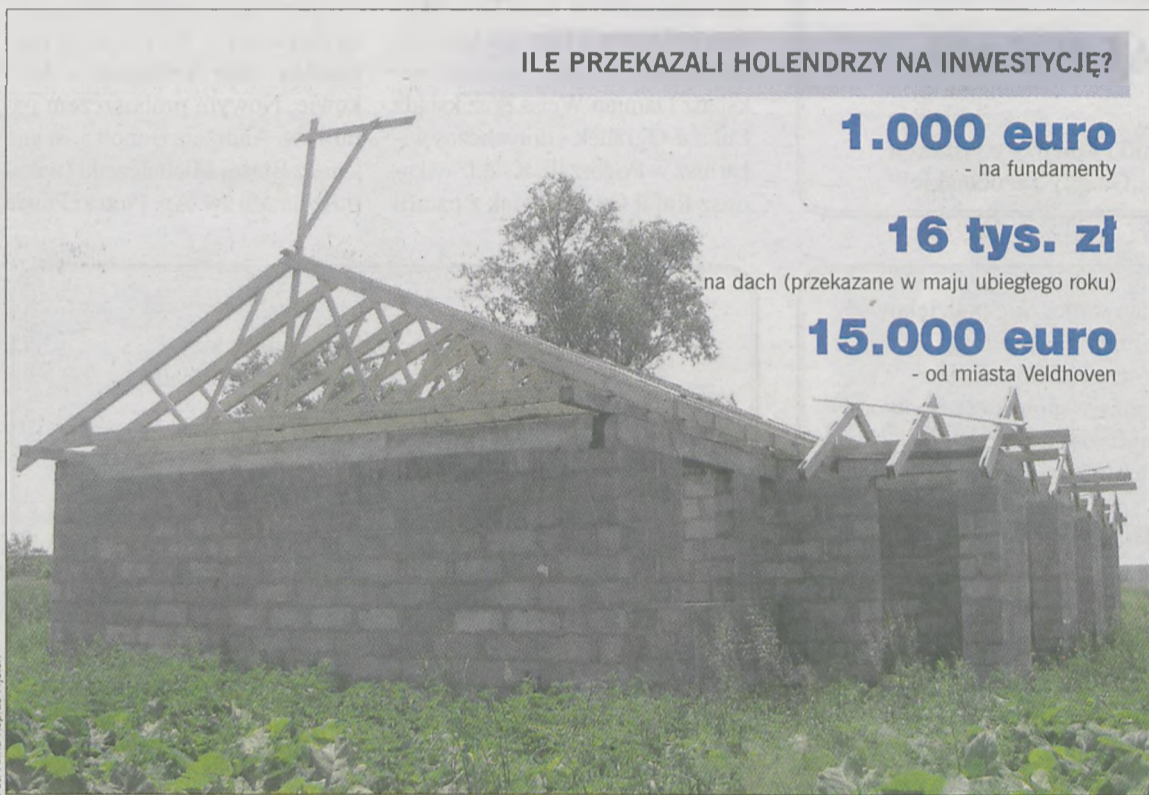 ILE PRZEKAZALI HOLENDRZY NA INWESTYCJĘ?
1.000 euro
- na fundamenty
16 tys. zł
- na dach (przekazane w maju ubiegłego roku)
15.000 euro
- od miasta Veldhoven